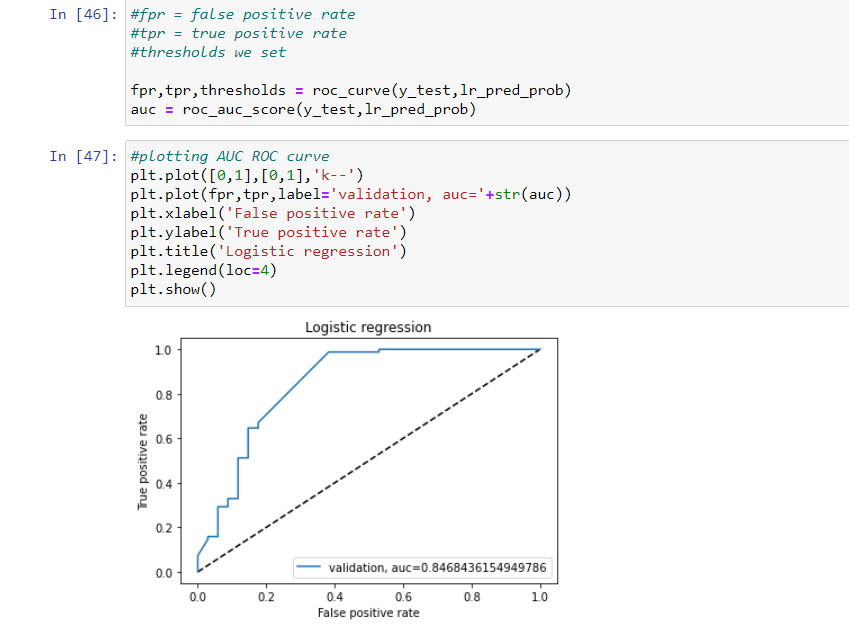 In [46]: #fpr = false positive rate
#tpr = true positive rate
#thresholds we set
fpr,tpr,thresholds = roc_curve(y_test,lr_pred_prob)
auc = roc_auc_score(y_test,lr_pred_prob)
In [47]: #plotting AUC ROC curve
plt.plot([0,1],[0,1],'k--')
plt.plot(fpr,tpr,label='validation, auc='+str(auc))
plt.xlabel('False positive rate')
plt.ylabel('True positive rate')
plt.title('Logistic regression')
plt.legend(loc=4)
plt.show()
Logistic regression
1.0
0.8
0.6
0.4
0.2
0.0
True positive rate
validation, auc=0.8468436154949786
0.0 0.2 0.4 0.6 0.8 1.0
False positive rate